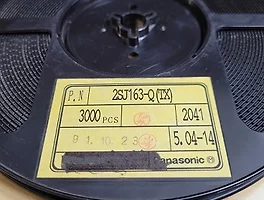 P.N 2SJ163-Q(TX)
3000 PCS 2041
91.10.23 5.04-14
Panasonic